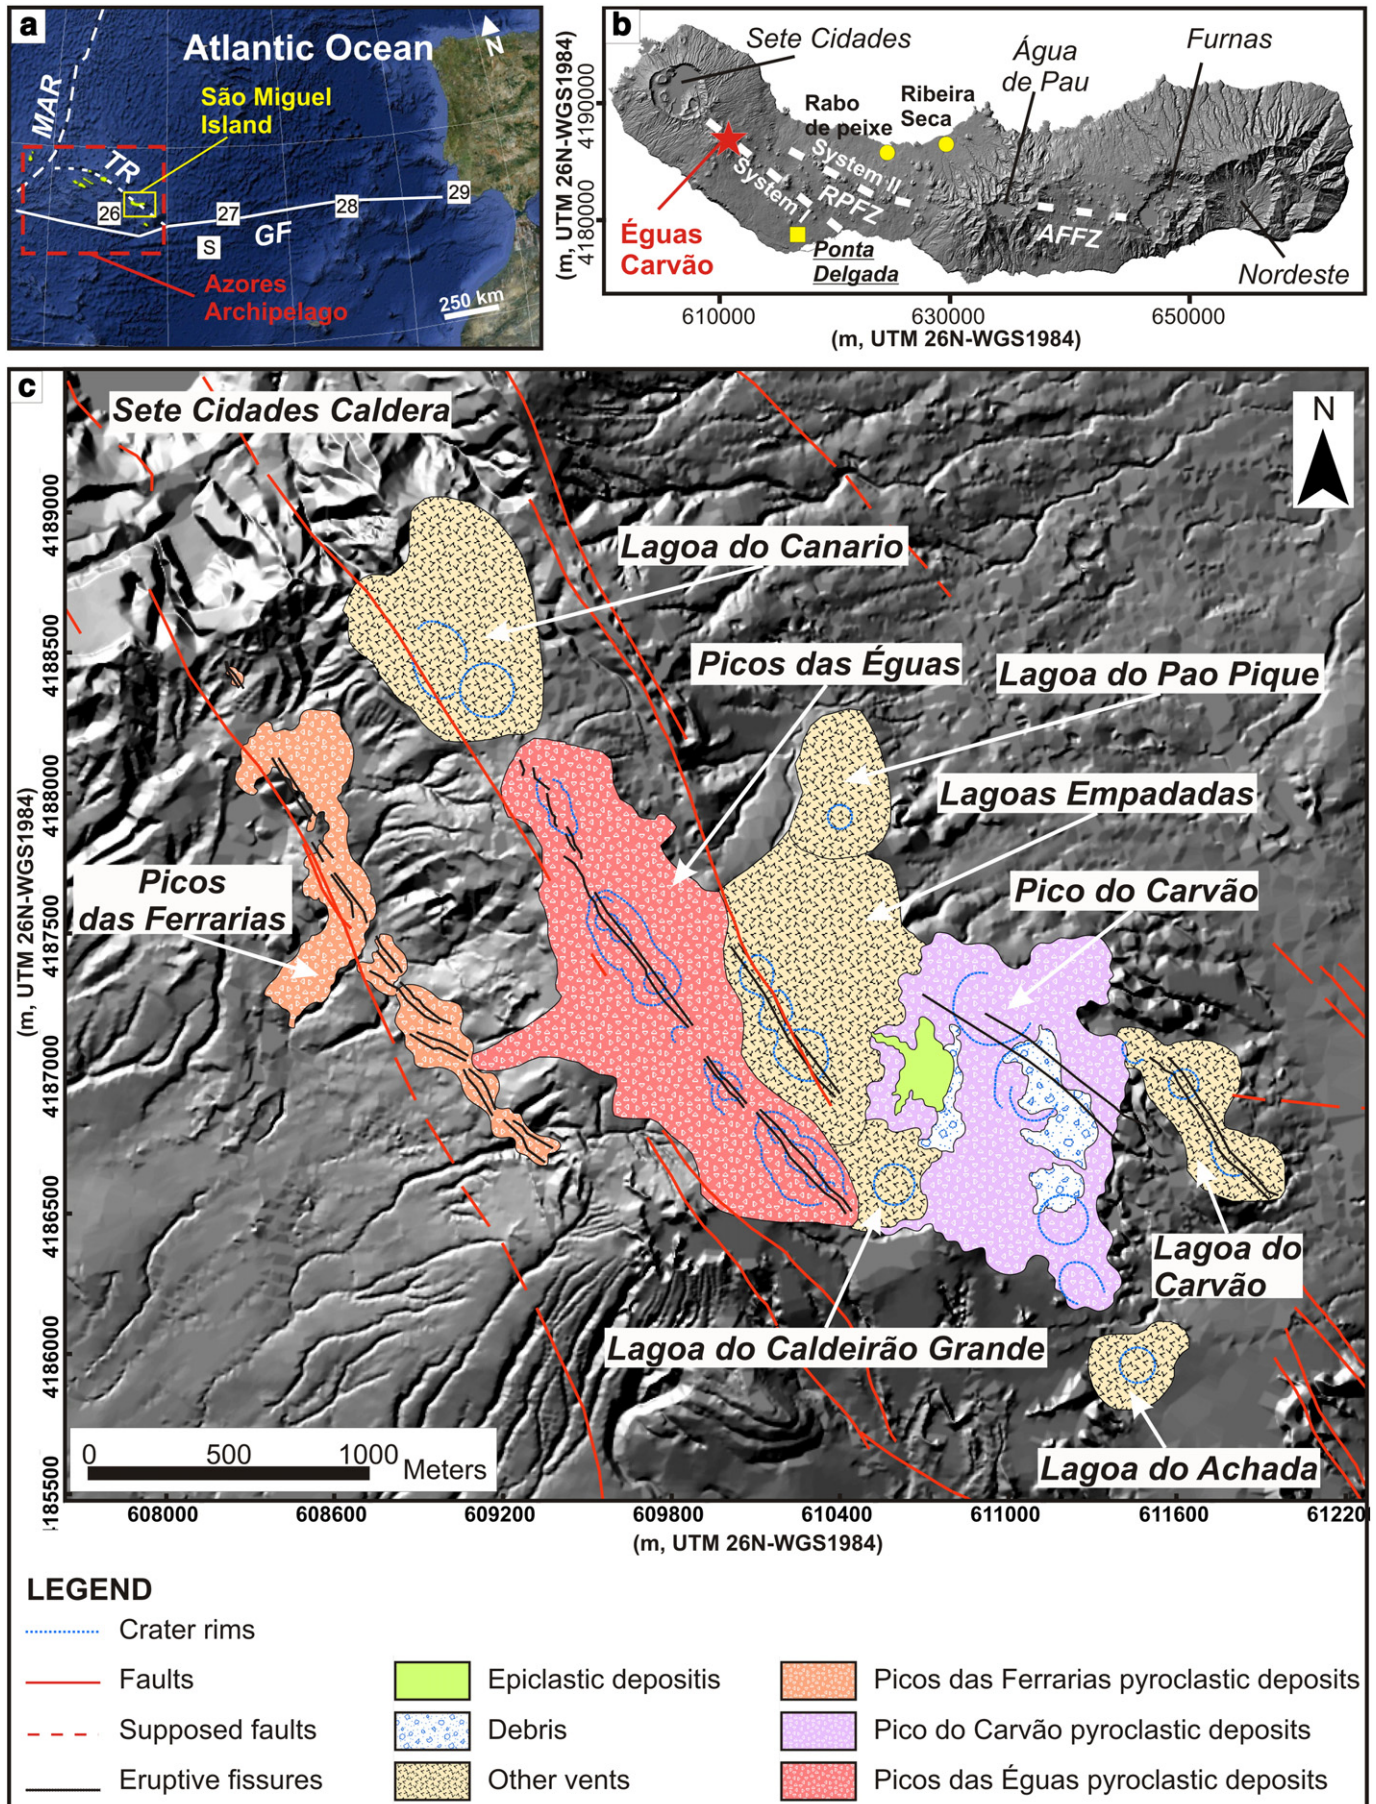 a
Atlantic Ocean
N
MAR
São Miguel
Island
TR
26
27
28
29
S
GF
Azores
Archipelago
250 km
b
Sete Cidades
Água
de Pau
Furnas
Rabo
de peixe
Ribeira
Seca
System II
System I
RPFZ
AFFZ
Éguas
Carvão
Ponta
Delgada
Nordeste
4190000
4180000
(m, UTM 26N-WGS1984)
610000
630000
650000
(m, UTM 26N-WGS1984)
c
Sete Cidades Caldera
N
Lagoa do Canario
Picos das Éguas
Lagoa do Pao Pique
Lagoas Empadadas
Picos
das Ferrarias
Pico do Carvão
Lagoa do
Carvão
Lagoa do Caldeirão Grande
Lagoa do Achada
0
500
1000
Meters
4189000
4188500
4188000
4187500
4187000
4186500
4186000
4185500
(m, UTM 26N-WGS1984)
608000
608600
609200
609800
610400
611000
611600
612200
(m, UTM 26N-WGS1984)
LEGEND
Crater rims
Faults
Supposed faults
Eruptive fissures
Epiclastic depositis
Debris
Other vents
Picos das Ferrarias pyroclastic deposits
Pico do Carvão pyroclastic deposits
Picos das Éguas pyroclastic deposits